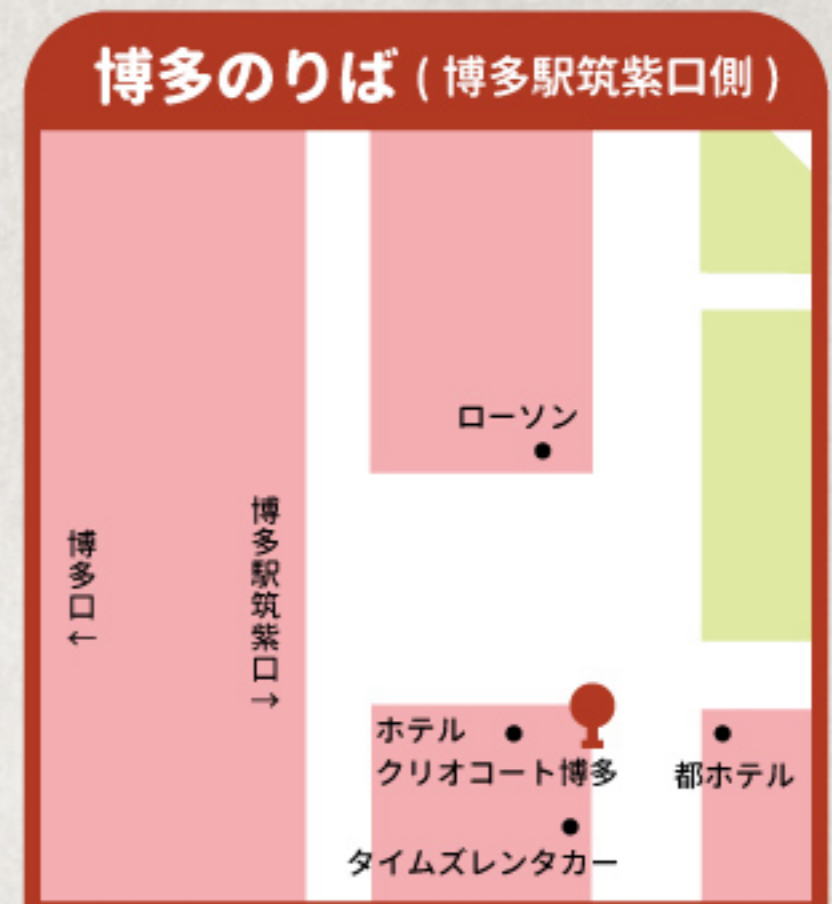 博多のりば ( 博多駅筑紫口側 )
ローソン
博多口←
博多駅筑紫口→
ホテル
クリオコート博多
都ホテル
タイムズレンタカー